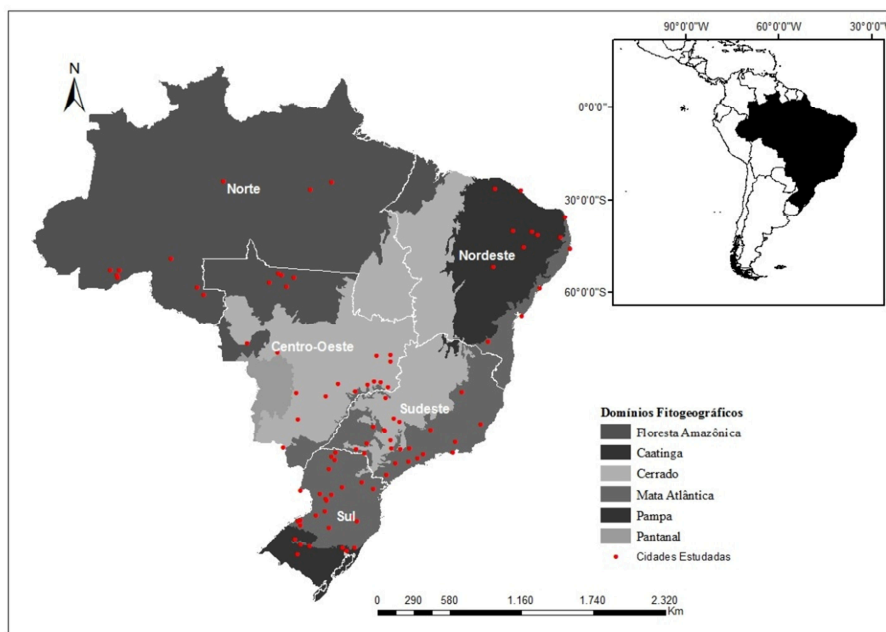 90°0'0"W 60°0'0"W 30°0'0"W
0°0'0"
30°0'0"S
60°0'0"S
N
Norte
Nordeste
Centro-Oeste
Sudeste
Sul
Domínios Fitogeográficos
Floresta Amazônica
Caatinga
Cerrado
Mata Atlântica
Pampa
Pantanal
Cidades Estudadas
0 290 580 1.160 1.740 2.320
Km